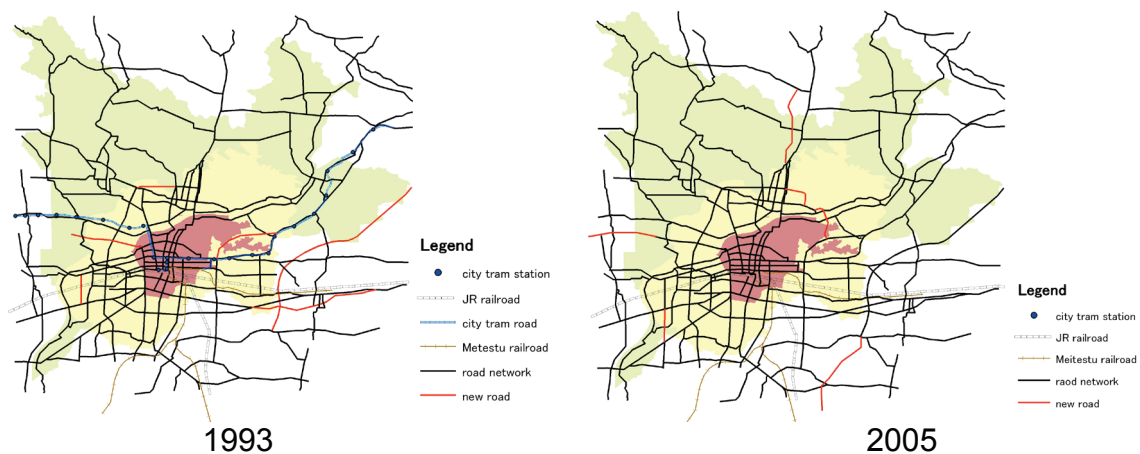 Legend
city tram station
JR railroad
city tram road
Metestu railroad
road network
new road
1993
Legend
city tram station
JR railroad
Meitestu railroad
raod network
new road
2005